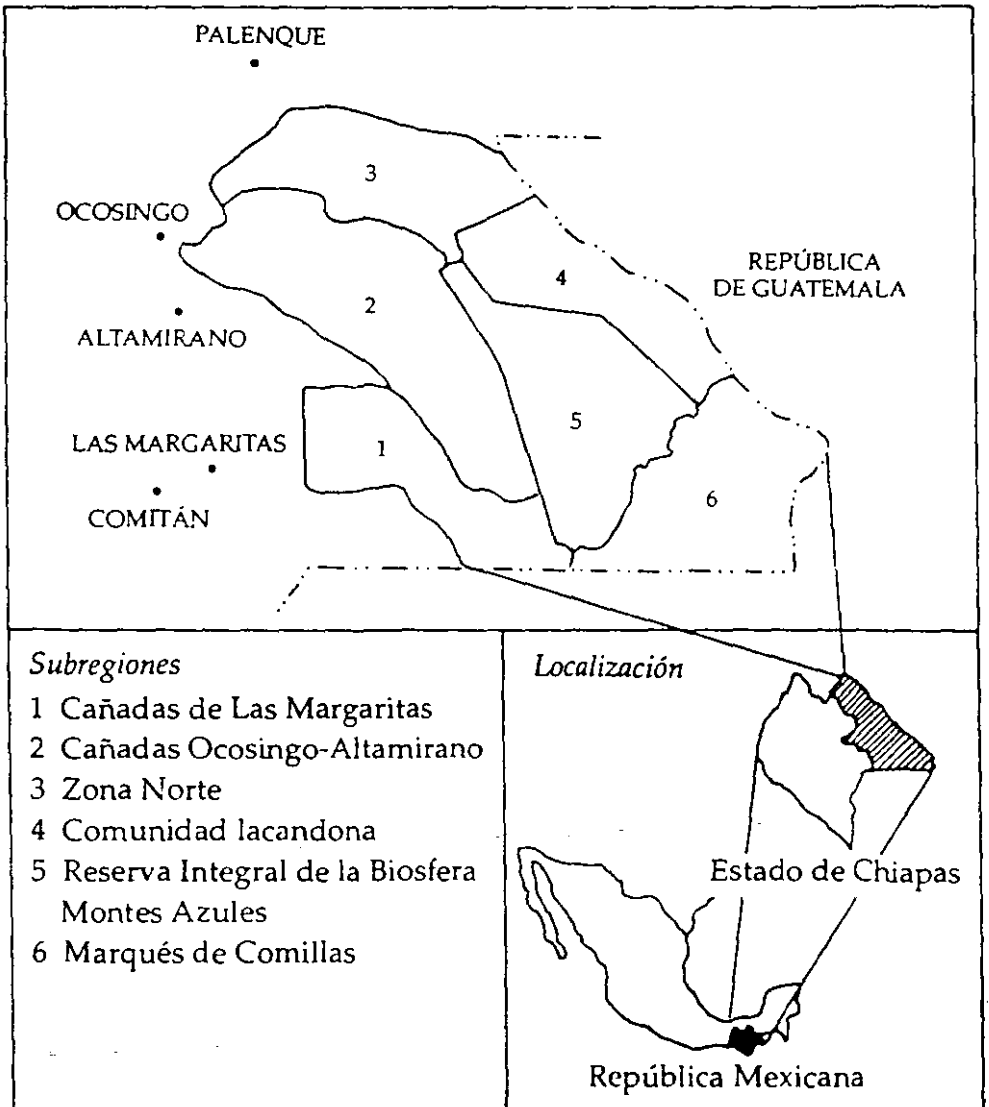 PALENQUE
3
OCOSINGO
4
REPÚBLICA
DE GUATEMALA
2
ALTAMIRANO
5
LAS MARGARITAS
1
6
COMITÁN
Subregiones
1 Cañadas de Las Margaritas
2 Cañadas Ocosingo-Altamirano
3 Zona Norte
4 Comunidad lacandona
5 Reserva Integral de la Biosfera
Montes Azules
6 Marqués de Comillas
Localización
Estado de Chiapas
República Mexicana